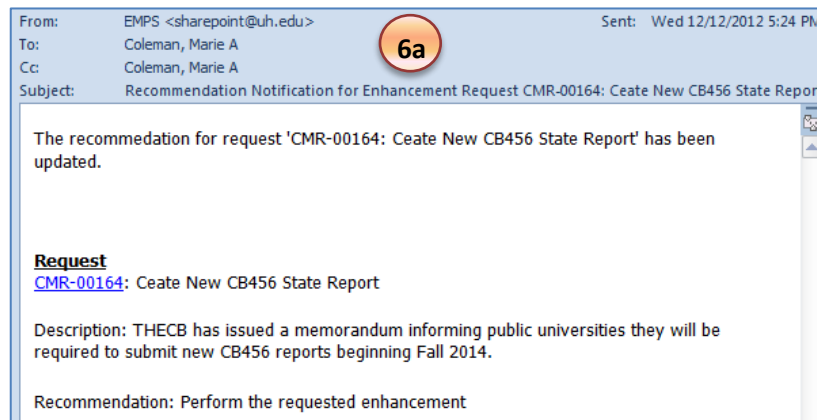 From: EMPS <sharepoint@uh.edu> Sent: Wed 12/12/2012 5:24 PM
To: Coleman, Marie A
6a
Cc: Coleman, Marie A
Subject: Recommendation Notification for Enhancement Request CMR-00164: Ceate New CB456 State Repor
The recommedation for request 'CMR-00164: Ceate New CB456 State Report' has been
updated.
Request
CMR-00164: Ceate New CB456 State Report
Description: THECB has issued a memorandum informing public universities they will be
required to submit new CB456 reports beginning Fall 2014.
Recommendation: Perform the requested enhancement